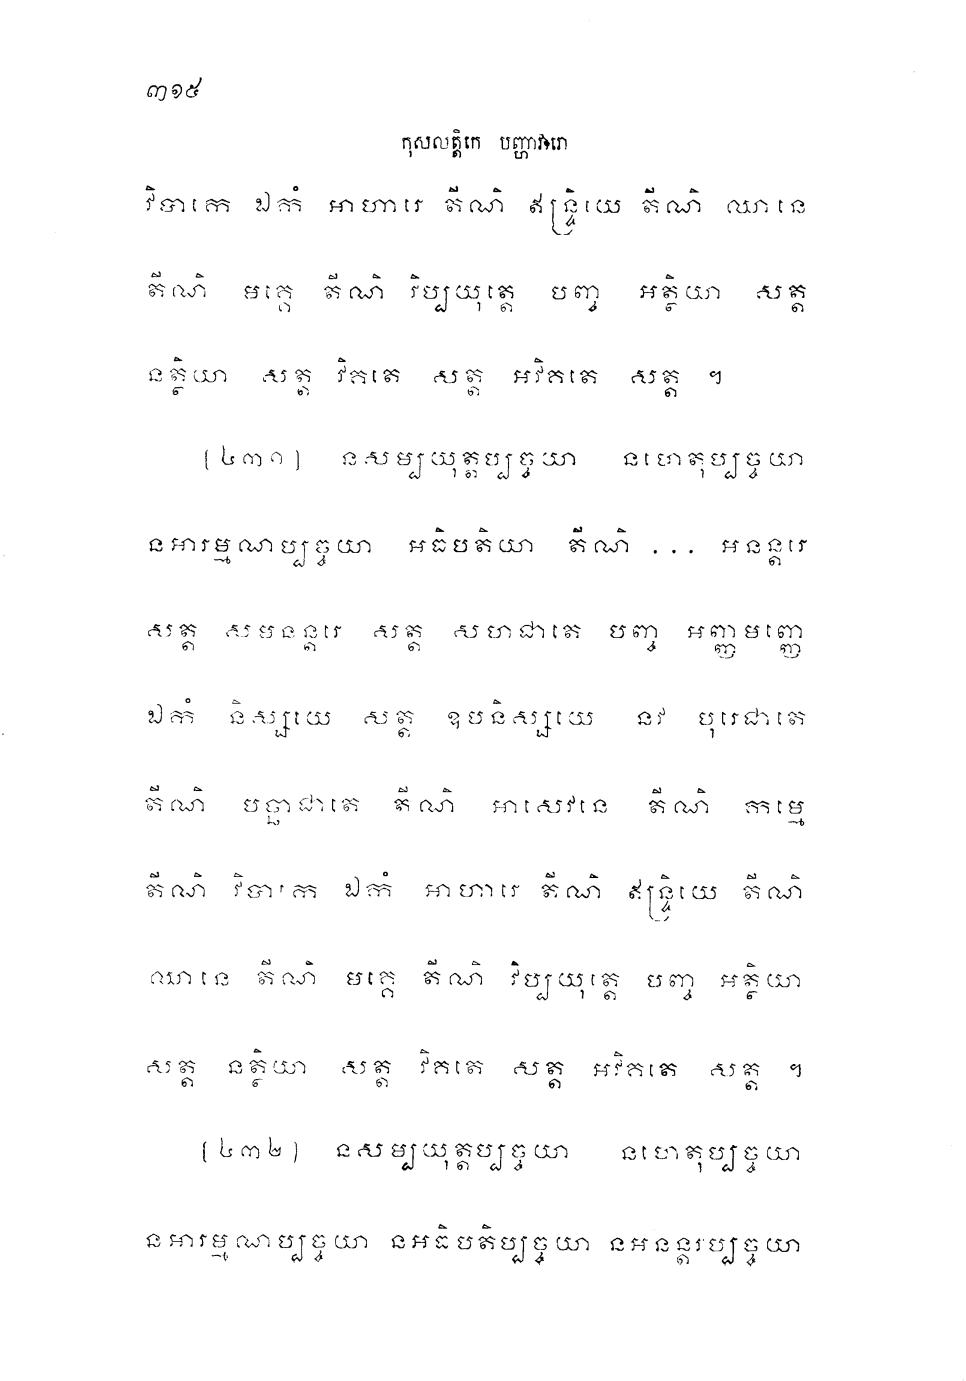 ៣១៥
កុសលត្តិកេ បញ្ហាវារោ
វិបាកេ ឯកំ អាហារេ តីណិ ឥន្ទ្រិយេ តីណិ ឈានេ
តីណិ មគ្គេ តីណិ វិប្បយុត្តេ បញ្ច អត្ថិយា សត្ត
នត្ថិយា សត្ត វិគតេ សត្ត អវិគតេ សត្ត ។
[៤៣១] នសម្បយុត្តប្បច្ចយា នហេតុប្បច្ចយា
នអារម្មណប្បច្ចយា អធិបតិយា តីណិ ... អនន្តរេ
សត្ត សមនន្តរេ សត្ត សហជាតេ បញ្ច អញ្ញមញ្ញេ
ឯកំ និស្សយេ សត្ត ឧបនិស្សយេ នវ បុរេជាតេ
តីណិ បច្ឆាជាតេ តីណិ អាសេវនេ តីណិ កម្មេ
តីណិ វិបាកេ ឯកំ អាហារេ តីណិ ឥន្ទ្រិយេ តីណិ
ឈានេ តីណិ មគ្គេ តីណិ វិប្បយុត្តេ បញ្ច អត្ថិយា
សត្ត នត្ថិយា សត្ត វិគតេ សត្ត អវិគតេ សត្ត ។
[៤៣២] នសម្បយុត្តប្បច្ចយា នហេតុប្បច្ចយា
នអារម្មណប្បច្ចយា នអធិបតិប្បច្ចយា នអនន្តរប្បច្ចយា